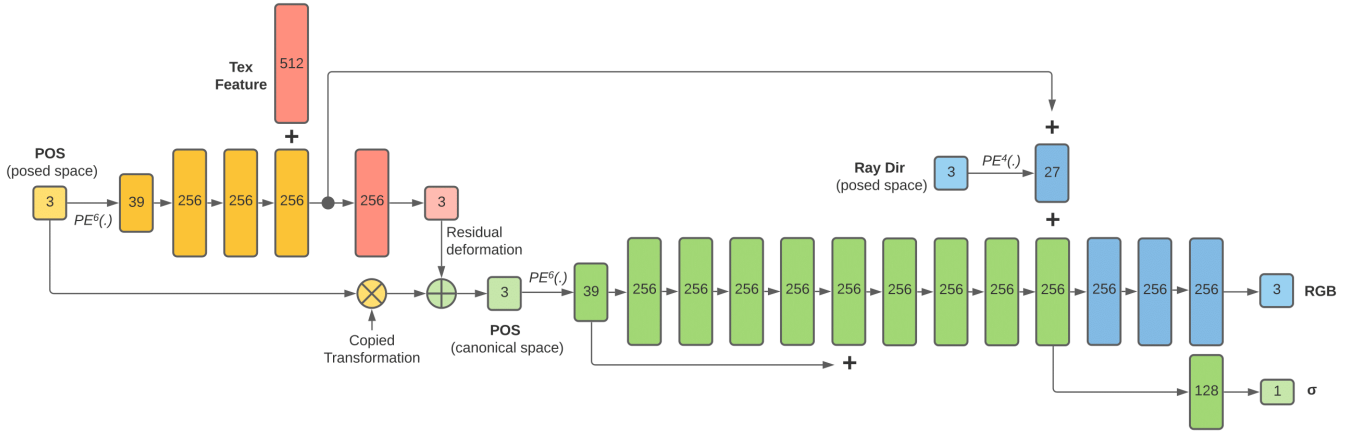 Tex
Feature
512
+
POS
(posed space)
3
PE⁶(.)
39
256
256
256
256
3
Residual
deformation
Copied
Transformation
3
POS
(canonical space)
PE⁶(.)
39
256
256
256
256
+
256
256
256
256
256
+
Ray Dir
(posed space)
3
PE⁴(.)
27
+
256
256
256
3
RGB
128
1
σ